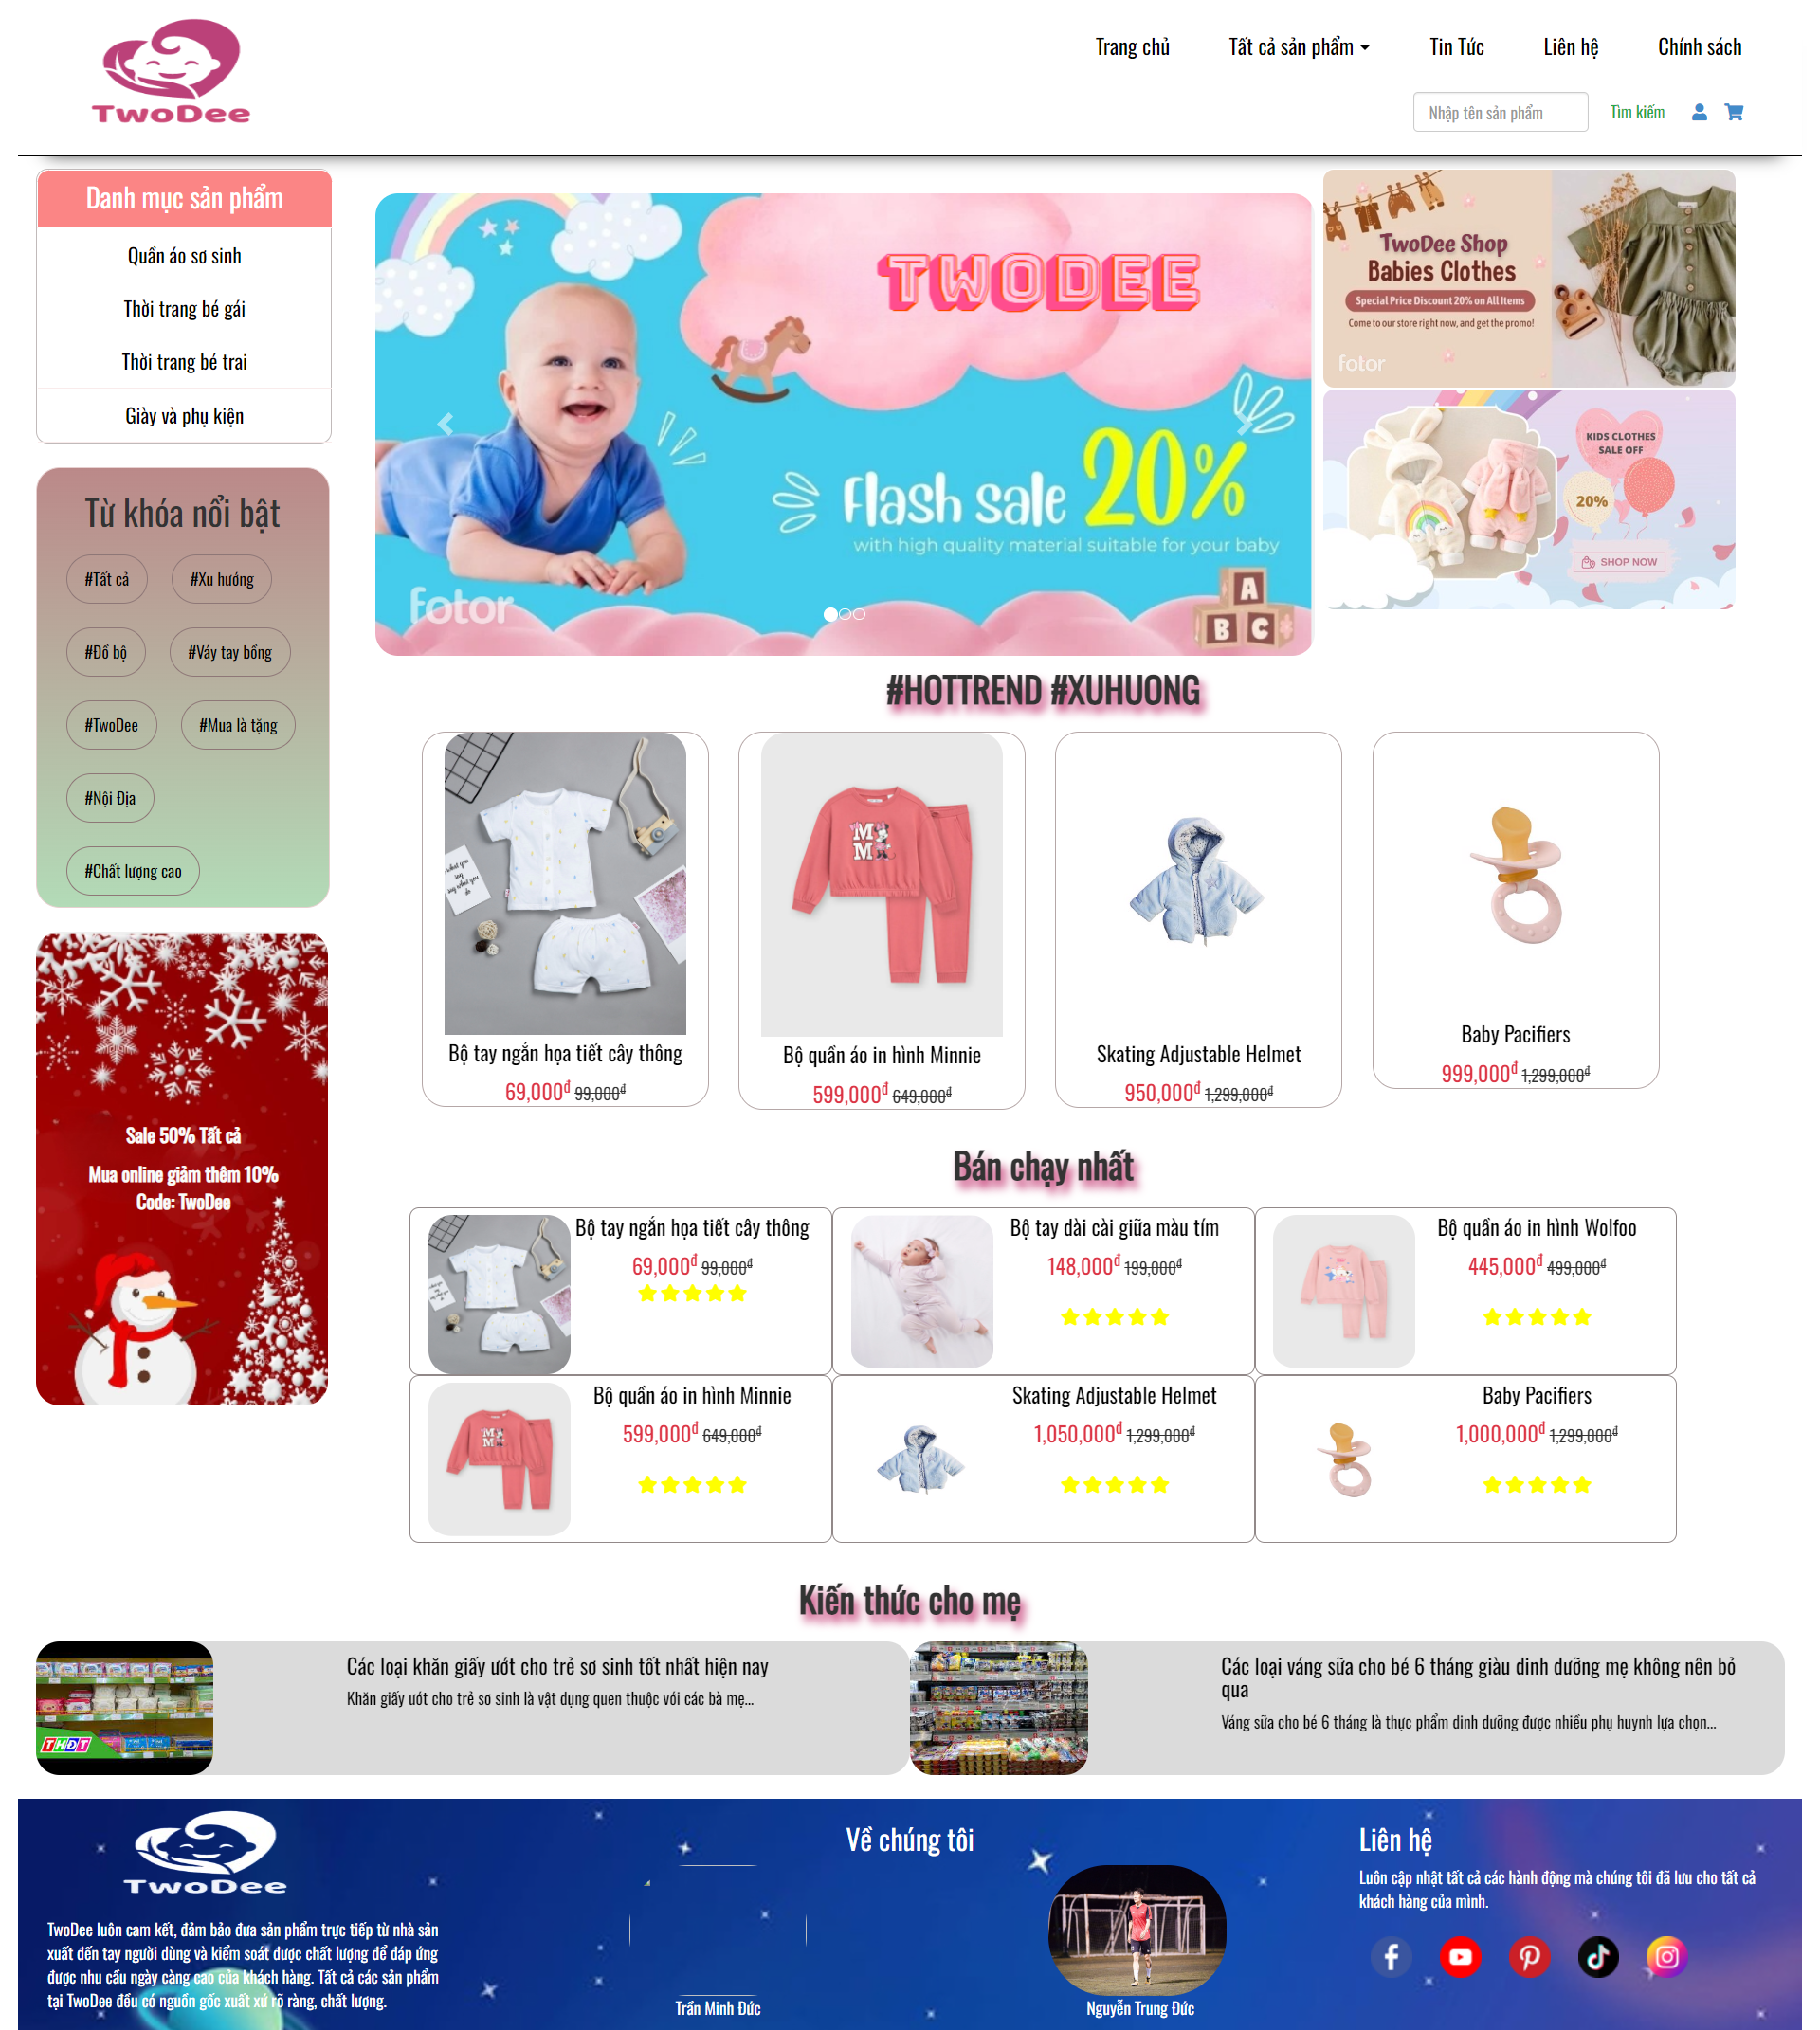 TwoDee
Trang chủ
Tất cả sản phẩm
Tin Tức
Liên hệ
Chính sách
Nhập tên sản phẩm
Tìm kiếm
Danh mục sản phẩm
Quần áo sơ sinh
Thời trang bé gái
Thời trang bé trai
Giày và phụ kiện
TWODEE
Flash sale 20%
with high quality material suitable for your baby
fotor
A
B C
TwoDee Shop
Babies Clothes
Special Price Discount 20% on All Items
Come to our store right now, and get the promo!
fotor
KIDS CLOTHES
SALE OFF
20%
SHOP NOW
Từ khóa nổi bật
#Tất cả
#Xu hướng
#Đồ bộ
#Váy tay bồng
#TwoDee
#Mua là tặng
#Nội Địa
#Chất lượng cao
Sale 50% Tất cả
Mua online giảm thêm 10%
Code: TwoDee
#HOTTREND #XUHUONG
Bộ tay ngắn họa tiết cây thông
69,000đ 99,000đ
Bộ quần áo in hình Minnie
599,000đ 649,000đ
Skating Adjustable Helmet
950,000đ 1,299,000đ
Baby Pacifiers
999,000đ 1,299,000đ
Bán chạy nhất
Bộ tay ngắn họa tiết cây thông
69,000đ 99,000đ
Bộ tay dài cài giữa màu tím
148,000đ 199,000đ
Bộ quần áo in hình Wolfoo
445,000đ 499,000đ
Bộ quần áo in hình Minnie
599,000đ 649,000đ
Skating Adjustable Helmet
1,050,000đ 1,299,000đ
Baby Pacifiers
1,000,000đ 1,299,000đ
Kiến thức cho mẹ
THĐT
Các loại khăn giấy ướt cho trẻ sơ sinh tốt nhất hiện nay
Khăn giấy ướt cho trẻ sơ sinh là vật dụng quen thuộc với các bà mẹ...
Các loại váng sữa cho bé 6 tháng giàu dinh dưỡng mẹ không nên bỏ
qua
Váng sữa cho bé 6 tháng là thực phẩm dinh dưỡng được nhiều phụ huynh lựa chọn...
TwoDee
TwoDee luôn cam kết, đảm bảo đưa sản phẩm trực tiếp từ nhà sản
xuất đến tay người dùng và kiểm soát được chất lượng để đáp ứng
được nhu cầu ngày càng cao của khách hàng. Tất cả các sản phẩm
tại TwoDee đều có nguồn gốc xuất xứ rõ ràng, chất lượng.
Về chúng tôi
Trần Minh Đức
Nguyễn Trung Đức
Liên hệ
Luôn cập nhật tất cả các hành động mà chúng tôi đã lưu cho tất cả
khách hàng của mình.